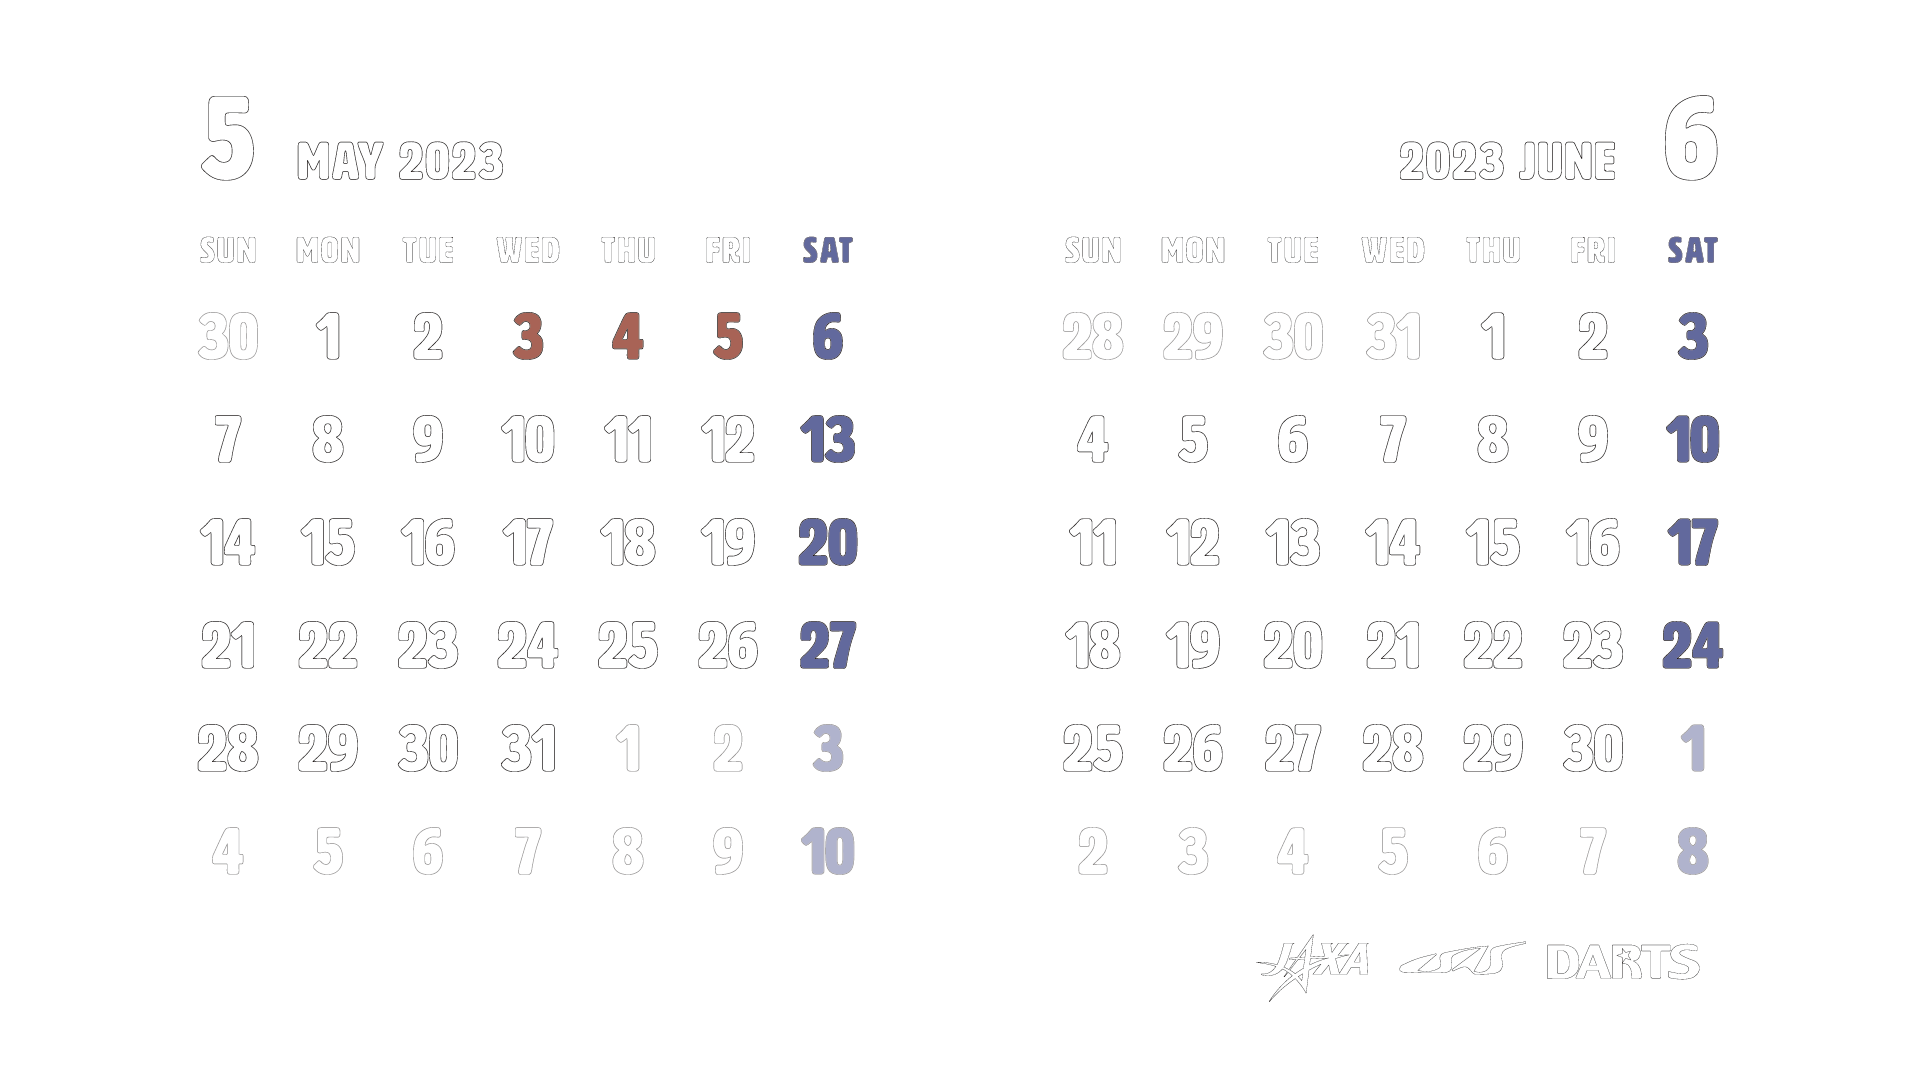 5 MAY 2023
SUN MON TUE WED THU FRI SAT
30 1 2 3 4 5 6
7 8 9 10 11 12 13
14 15 16 17 18 19 20
21 22 23 24 25 26 27
28 29 30 31 1 2 3
4 5 6 7 8 9 10
2023 JUNE 6
SUN MON TUE WED THU FRI SAT
28 29 30 31 1 2 3
4 5 6 7 8 9 10
11 12 13 14 15 16 17
18 19 20 21 22 23 24
25 26 27 28 29 30 1
2 3 4 5 6 7 8
JAXA ISAS DARTS